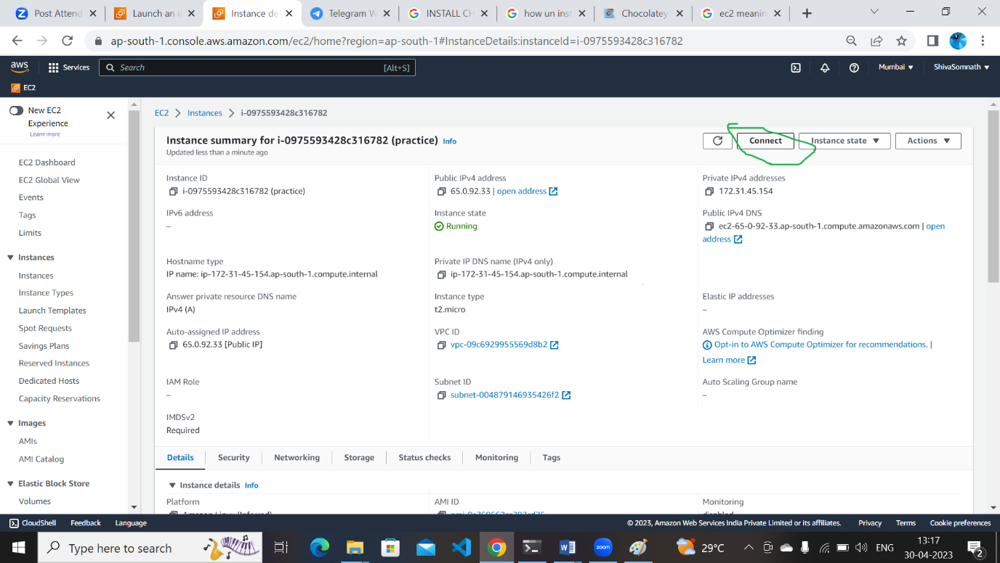 Post Attend
Launch an i
Instance de
Telegram W
INSTALL CH
how un inst
Chocolatey
ec2 meanin
ap-south-1.console.aws.amazon.com/ec2/home?region=ap-south-1#InstanceDetails:instanceId=i-0975593428c316782
aws
Services
Search
[Alt+S]
Mumbai
ShivaSomnath
EC2
New EC2
Experience
Learn more
EC2 Dashboard
EC2 Global View
Events
Tags
Limits
Instances
Instances
Instance Types
Launch Templates
Spot Requests
Savings Plans
Reserved Instances
Dedicated Hosts
Capacity Reservations
Images
AMIs
AMI Catalog
Elastic Block Store
Volumes
EC2 > Instances > i-0975593428c316782
Instance summary for i-0975593428c316782 (practice) Info
Updated less than a minute ago
Connect
Instance state
Actions
Instance ID
i-0975593428c316782 (practice)
Public IPv4 address
65.0.92.33 | open address
Private IPv4 addresses
172.31.45.154
IPv6 address
–
Instance state
Running
Public IPv4 DNS
ec2-65-0-92-33.ap-south-1.compute.amazonaws.com | open
address
Hostname type
IP name: ip-172-31-45-154.ap-south-1.compute.internal
Private IP DNS name (IPv4 only)
ip-172-31-45-154.ap-south-1.compute.internal
Answer private resource DNS name
IPv4 (A)
Instance type
t2.micro
Elastic IP addresses
–
Auto-assigned IP address
65.0.92.33 [Public IP]
VPC ID
vpc-09c6929955569d8b2
AWS Compute Optimizer finding
Opt-in to AWS Compute Optimizer for recommendations. |
Learn more
IAM Role
–
Subnet ID
subnet-004879146935426f2
Auto Scaling Group name
–
IMDSv2
Required
Details
Security
Networking
Storage
Status checks
Monitoring
Tags
Instance details Info
Platform
Amazon Linux (Inferred)
AMI ID
Monitoring
disabled
CloudShell
Feedback
Language
© 2023, Amazon Web Services India Private Limited or its affiliates.
Privacy
Terms
Cookie preferences
Type here to search
zoom
29°C
ENG
13:17
30-04-2023
2